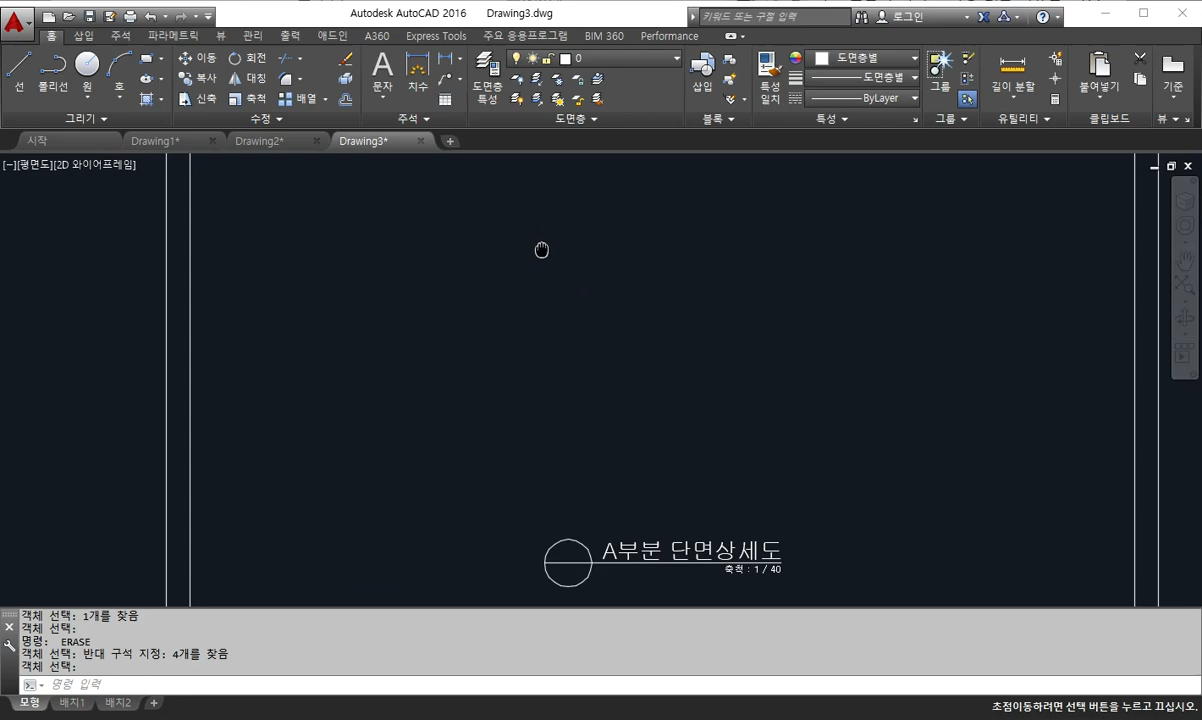 Autodesk AutoCAD 2016 Drawing3.dwg
키워드 또는 구절 입력
로그인
홈 삽입 주석 파라메트릭 뷰 관리 출력 애드인 A360 Express Tools 주요 응용프로그램 BIM 360 Performance
이동 회전
0
도면층별
복사 대칭
도면층별
선 폴리선 원 호
문자 치수
도면층
특성
삽입
특성
일치
그룹
길이 분할
붙여넣기
기준
신축 축척 배열
ByLayer
그리기 수정 주석 도면층 블록 특성 그룹 유틸리티 클립보드 뷰
시작 Drawing1* Drawing2* Drawing3*
[−][평면도][2D 와이어프레임]
A부분 단면상세도
축척 : 1 / 40
객체 선택: 1개를 찾음
객체 선택:
명령: ERASE
객체 선택: 반대 구석 지정: 4개를 찾음
객체 선택:
명령 입력
모형 배치1 배치2
초점이동하려면 선택 버튼을 누르고 끄십시오.